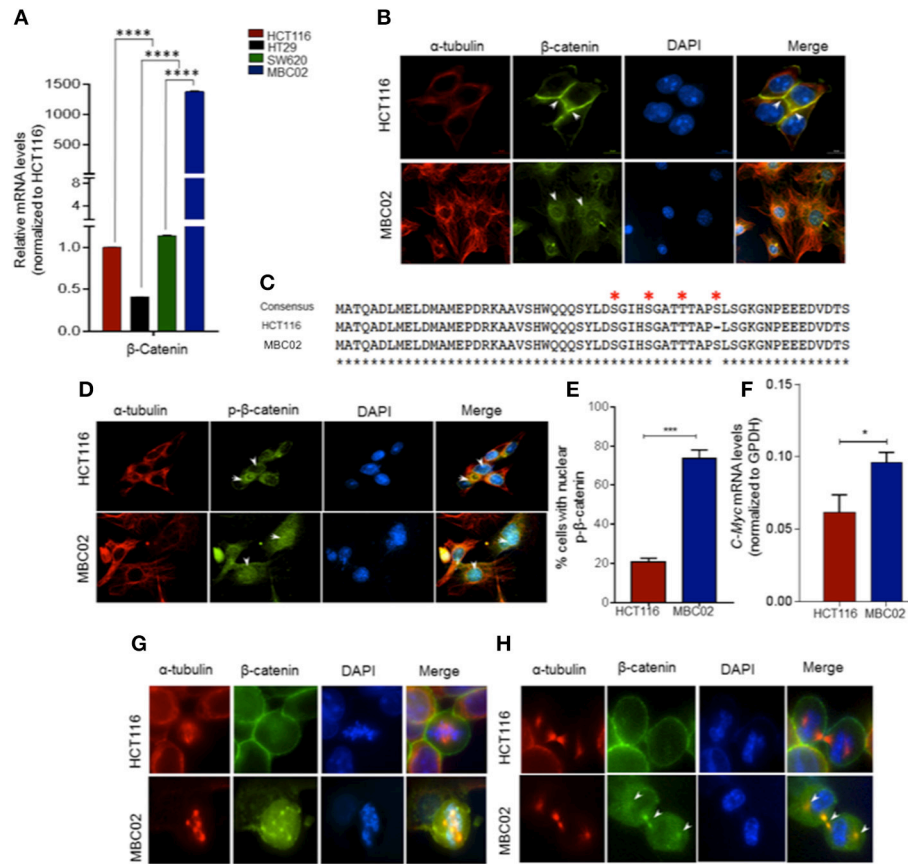 A
Relative mRNA levels
(normalized to HCT116)
1500
1000
500
8
4
1.0
0.5
0.0
β-Catenin
****
****
****
HCT116
HT29
SW620
MBC02
B
α-tubulin β-catenin DAPI Merge
HCT116
MBC02
C
* * * *
Consensus MATQADLMELDMAMEPDRKAAVSHWQQQSYLDSGIHSGATTTAPSLSGKGNPEEEDVDTS
HCT116 MATQADLMELDMAMEPDRKAAVSHWQQQSYLDSGIHSGATTTAP-LSGKGNPEEEDVDTS
MBC02 MATQADLMELDMAMEPDRKAAVSHWQQQSYLDSGIHSGATTTAPSLSGKGNPEEEDVDTS
******************************************** ***************
D
α-tubulin p-β-catenin DAPI Merge
HCT116
MBC02
E
% cells with nuclear
p-β-catenin
100
80
60
40
20
0
***
HCT116 MBC02
F
C-Myc mRNA levels
(normalized to GPDH)
0.15
0.10
0.05
0.00
*
HCT116 MBC02
G
α-tubulin β-catenin DAPI Merge
HCT116
MBC02
H
α-tubulin β-catenin DAPI Merge
HCT116
MBC02